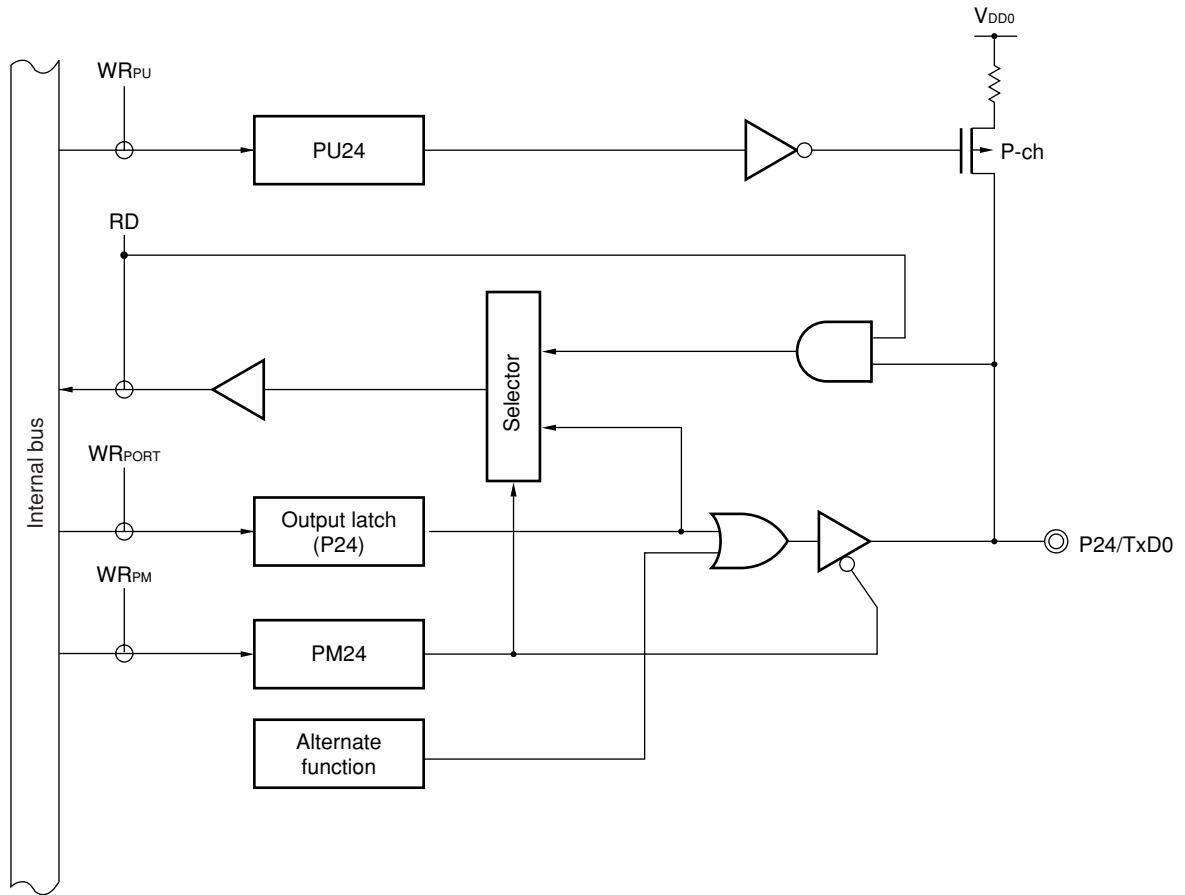 VDD0
WRPU
PU24
P-ch
RD
Selector
Internal bus
WRPORT
Output latch
(P24)
P24/TxD0
WRPM
PM24
Alternate
function